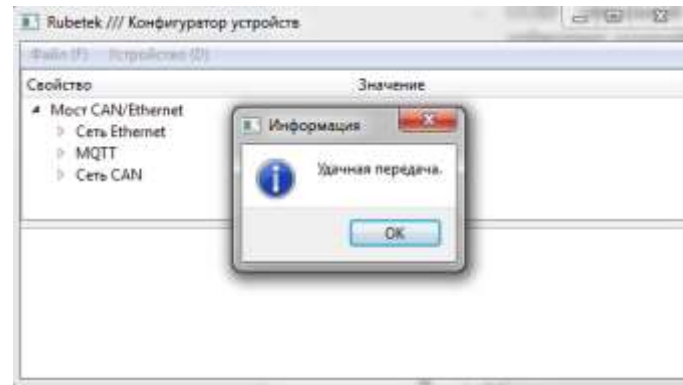 Rubetek /// Конфигуратор устройств
Файл (F) Устройство (D)
Свойство Значение
Мост CAN/Ethernet
Сеть Ethernet
MQTT
Сеть CAN
Информация
Удачная передача.
OK